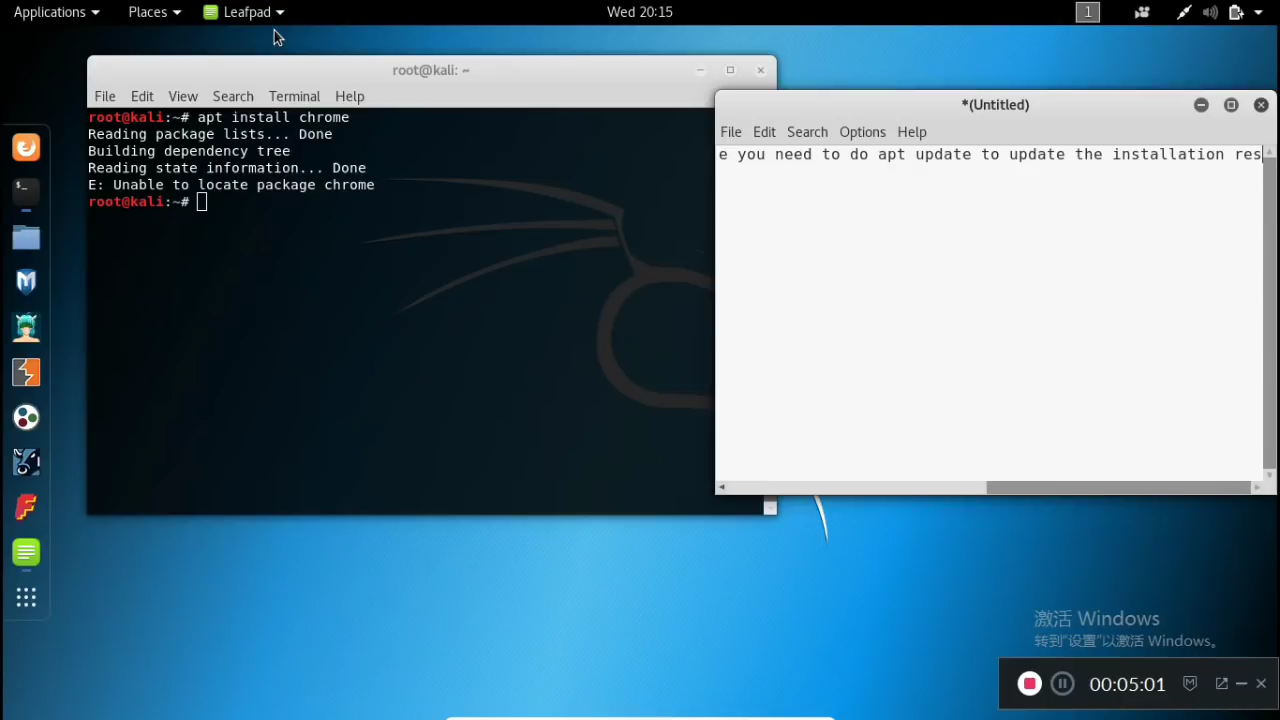 Applications Places Leafpad Wed 20:15 1
root@kali: ~
File Edit View Search Terminal Help
root@kali:~# apt install chrome
Reading package lists... Done
Building dependency tree
Reading state information... Done
E: Unable to locate package chrome
root@kali:~#
*(Untitled)
File Edit Search Options Help
e you need to do apt update to update the installation res
激活 Windows
转到"设置"以激活 Windows。
00:05:01